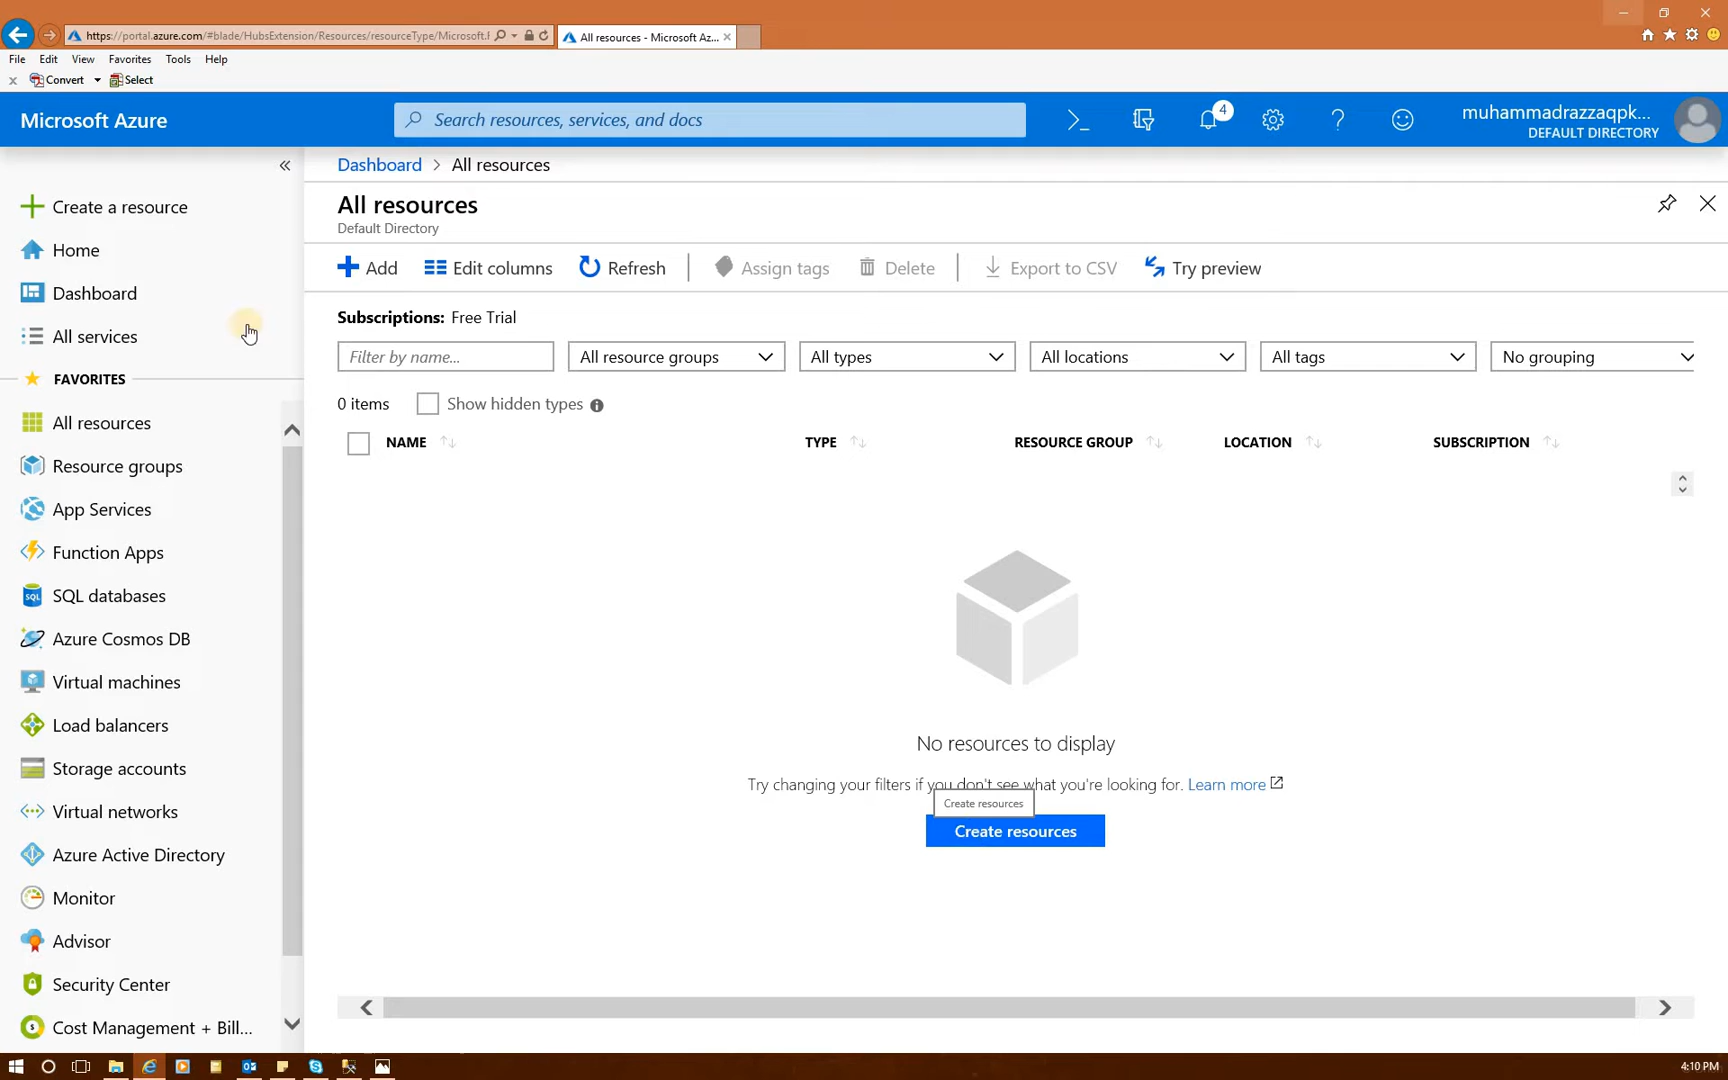 https://portal.azure.com/#blade/HubsExtension/Resources/resourceType/Microsoft.
All resources - Microsoft Az...
File Edit View Favorites Tools Help
x Convert Select
Microsoft Azure
Search resources, services, and docs
4
muhammadrazzaqpk...
DEFAULT DIRECTORY
«
Dashboard > All resources
Create a resource
Home
Dashboard
All services
FAVORITES
All resources
Resource groups
App Services
Function Apps
SQL databases
Azure Cosmos DB
Virtual machines
Load balancers
Storage accounts
Virtual networks
Azure Active Directory
Monitor
Advisor
Security Center
Cost Management + Bill...
All resources
Default Directory
Add Edit columns Refresh Assign tags Delete Export to CSV Try preview
Subscriptions: Free Trial
Filter by name... All resource groups All types All locations All tags No grouping
0 items Show hidden types
NAME TYPE RESOURCE GROUP LOCATION SUBSCRIPTION
No resources to display
Try changing your filters if you don't see what you're looking for. Learn more
Create resources
Create resources
4:10 PM